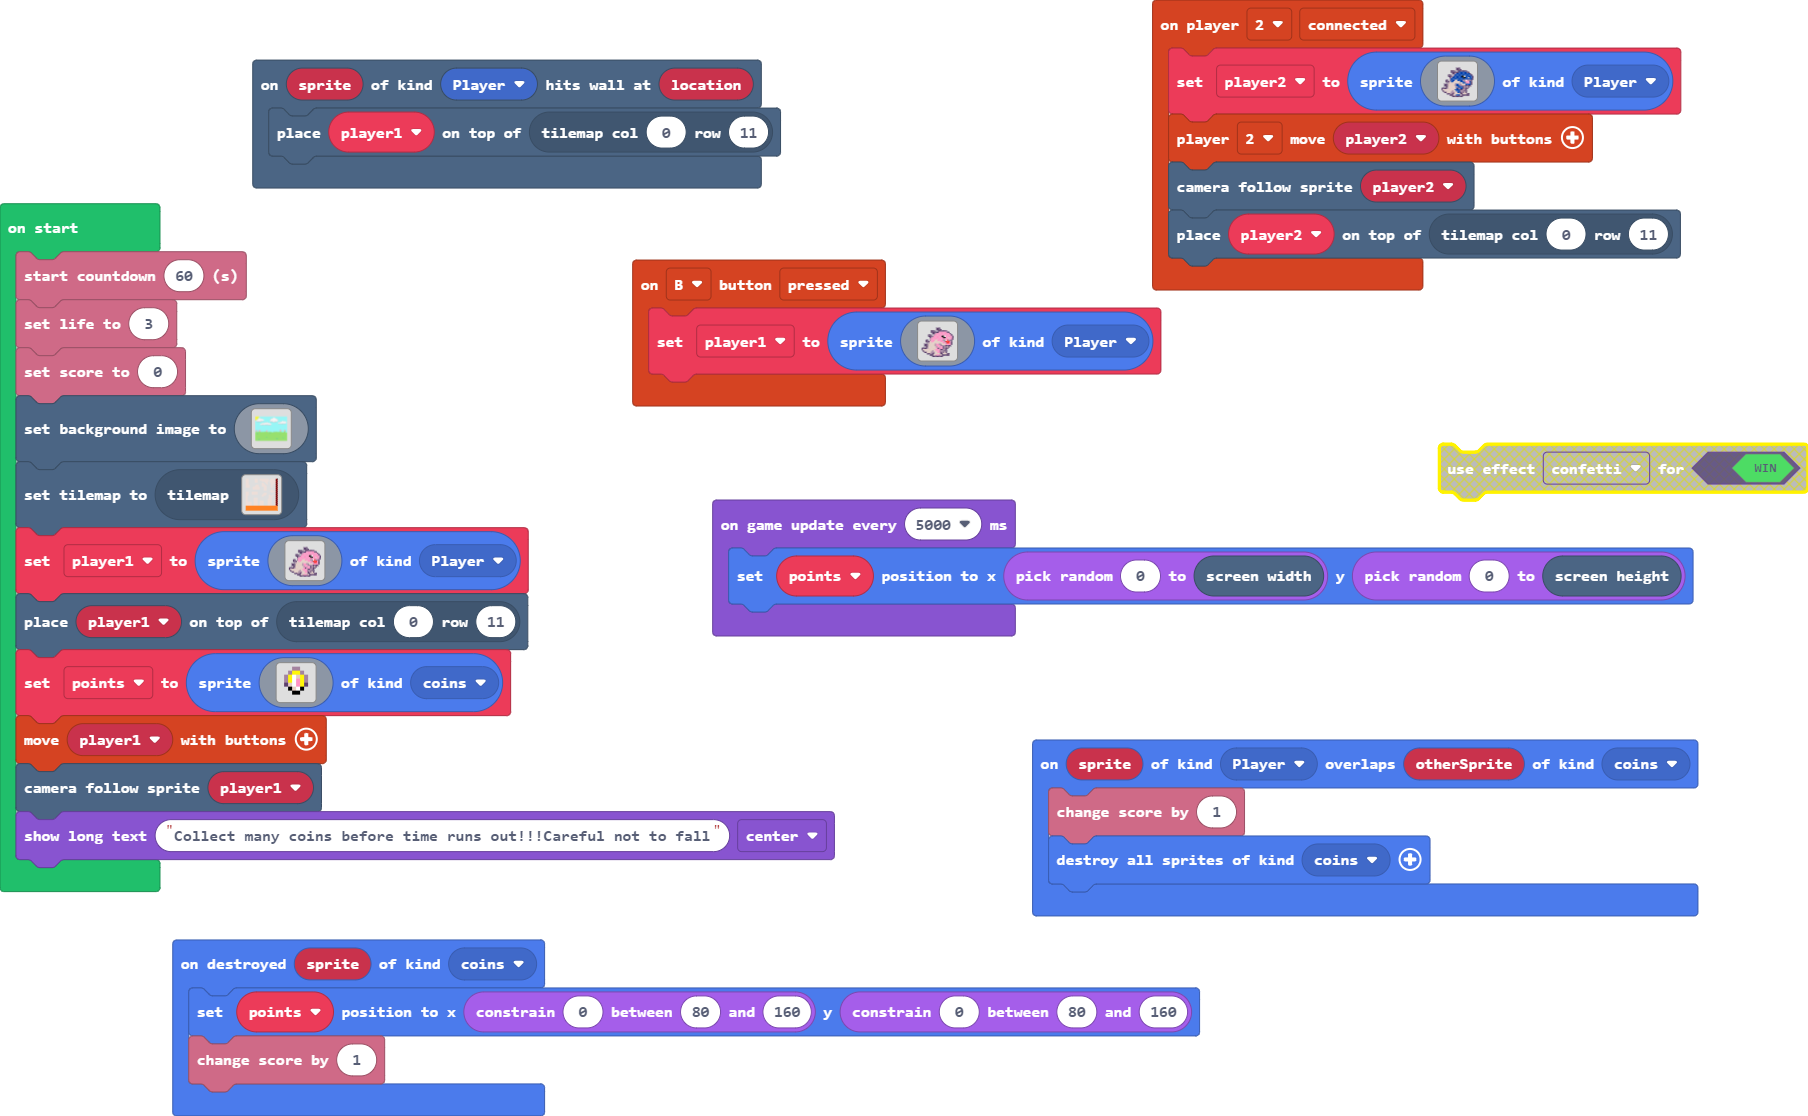 on player 2 connected
set player2 to sprite of kind Player
player 2 move player2 with buttons
camera follow sprite player2
place player2 on top of tilemap col 0 row 11
on sprite of kind Player hits wall at location
place player1 on top of tilemap col 0 row 11
on start
start countdown 60 (s)
set life to 3
set score to 0
set background image to
set tilemap to tilemap
set player1 to sprite of kind Player
place player1 on top of tilemap col 0 row 11
set points to sprite of kind coins
move player1 with buttons
camera follow sprite player1
show long text "Collect many coins before time runs out!!!Careful not to fall" center
on B button pressed
set player1 to sprite of kind Player
use effect confetti for WIN
on game update every 5000 ms
set points position to x pick random 0 to screen width y pick random 0 to screen height
on sprite of kind Player overlaps otherSprite of kind coins
change score by 1
destroy all sprites of kind coins
on destroyed sprite of kind coins
set points position to x constrain 0 between 80 and 160 y constrain 0 between 80 and 160
change score by 1